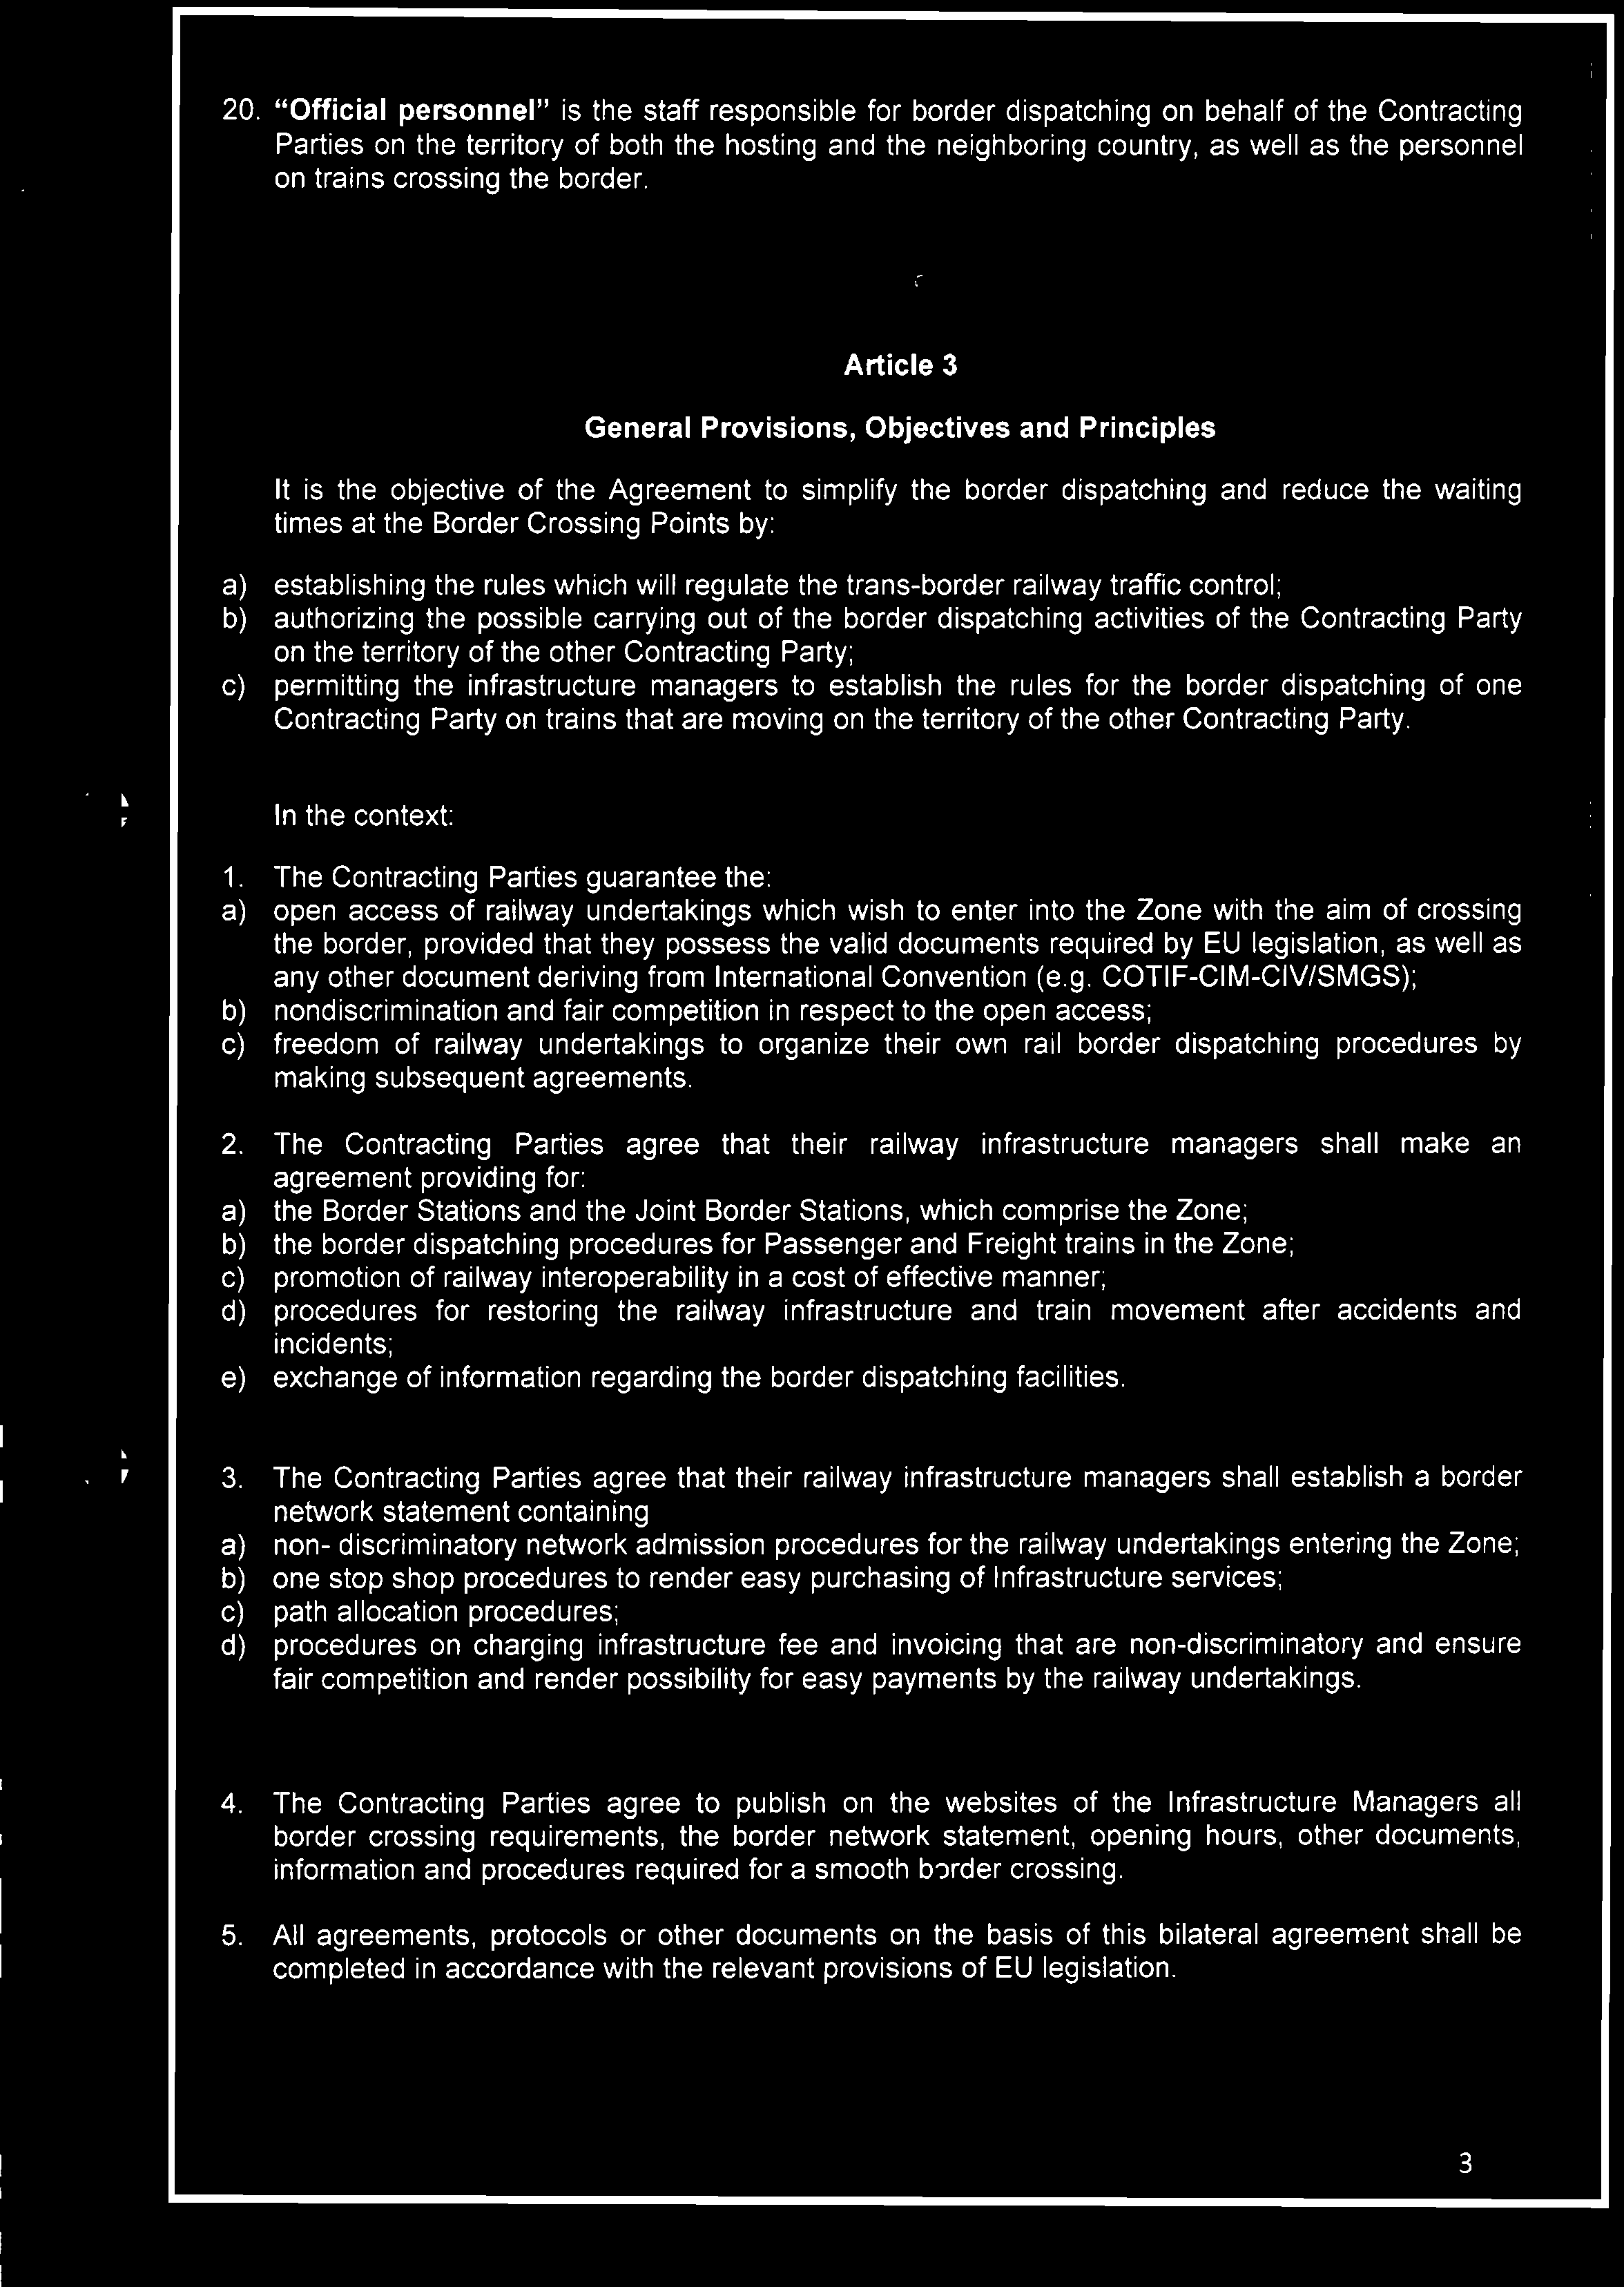 20. “Official personnel” is the staff responsible for border dispatching on behalf of the Contracting
Parties on the territory of both the hosting and the neighboring country, as well as the personnel
on trains crossing the border.
Article 3
General Provisions, Objectives and Principles
It is the objective of the Agreement to simplify the border dispatching and reduce the waiting
times at the Border Crossing Points by:
a) establishing the rules which will regulate the trans-border railway traffic control;
b) authorizing the possible carrying out of the border dispatching activities of the Contracting Party
on the territory of the other Contracting Party;
c) permitting the infrastructure managers to establish the rules for the border dispatching of one
Contracting Party on trains that are moving on the territory of the other Contracting Party.
In the context:
1. The Contracting Parties guarantee the:
a) open access of railway undertakings which wish to enter into the Zone with the aim of crossing
the border, provided that they possess the valid documents required by EU legislation, as well as
any other document deriving from International Convention (e.g. COTIF-CIM-CIV/SMGS);
b) nondiscrimination and fair competition in respect to the open access;
c) freedom of railway undertakings to organize their own rail border dispatching procedures by
making subsequent agreements.
2. The Contracting Parties agree that their railway infrastructure managers shall make an
agreement providing for:
a) the Border Stations and the Joint Border Stations, which comprise the Zone;
b) the border dispatching procedures for Passenger and Freight trains in the Zone;
c) promotion of railway interoperability in a cost of effective manner;
d) procedures for restoring the railway infrastructure and train movement after accidents and
incidents;
e) exchange of information regarding the border dispatching facilities.
3. The Contracting Parties agree that their railway infrastructure managers shall establish a border
network statement containing
a) non- discriminatory network admission procedures for the railway undertakings entering the Zone;
b) one stop shop procedures to render easy purchasing of Infrastructure services;
c) path allocation procedures;
d) procedures on charging infrastructure fee and invoicing that are non-discriminatory and ensure
fair competition and render possibility for easy payments by the railway undertakings.
4. The Contracting Parties agree to publish on the websites of the Infrastructure Managers all
border crossing requirements, the border network statement, opening hours, other documents,
information and procedures required for a smooth border crossing.
5. All agreements, protocols or other documents on the basis of this bilateral agreement shall be
completed in accordance with the relevant provisions of EU legislation.
3